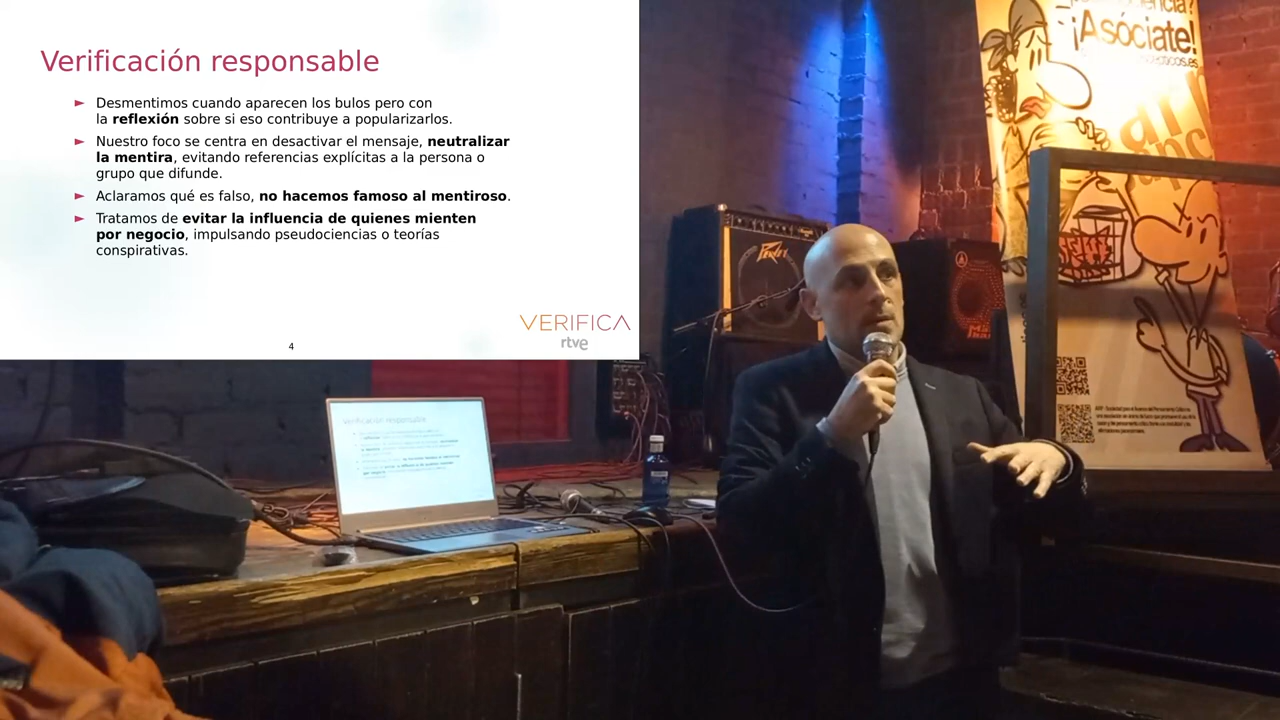 Verificación responsable
► Desmentimos cuando aparecen los bulos pero con
la reflexión sobre si eso contribuye a popularizarlos.
► Nuestro foco se centra en desactivar el mensaje, neutralizar
la mentira, evitando referencias explícitas a la persona o
grupo que difunde.
► Aclaramos qué es falso, no hacemos famoso al mentiroso.
► Tratamos de evitar la influencia de quienes mienten
por negocio, impulsando pseudociencias o teorías
conspirativas.
4
VERIFICA
rtve
¡Asóciate!
Peavey
Verificación responsable